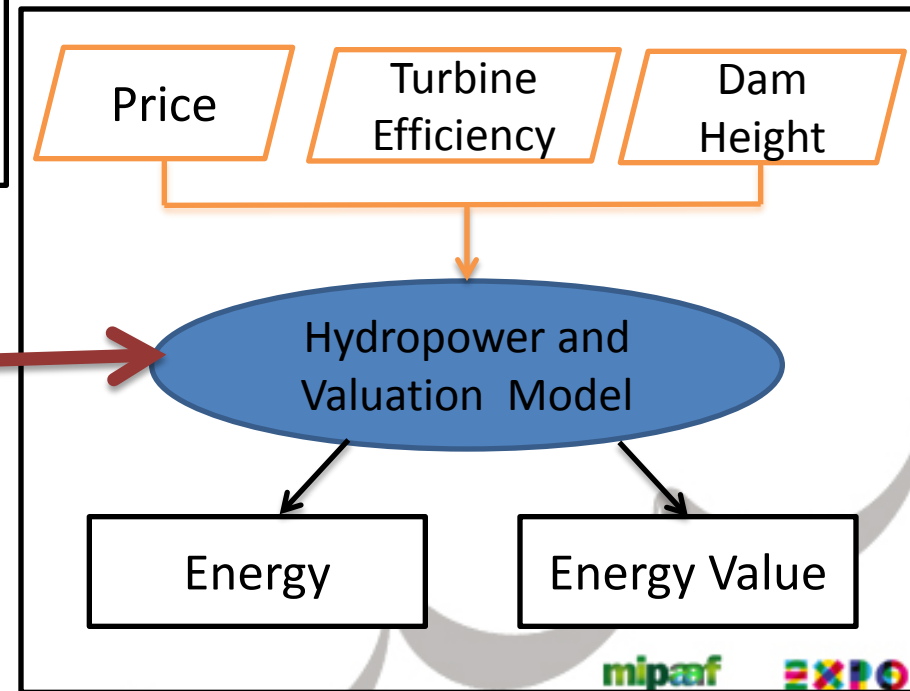 Price
Turbine
Efficiency
Dam
Height
Hydropower and
Valuation Model
Energy
Energy Value
mipaaf
EXPO